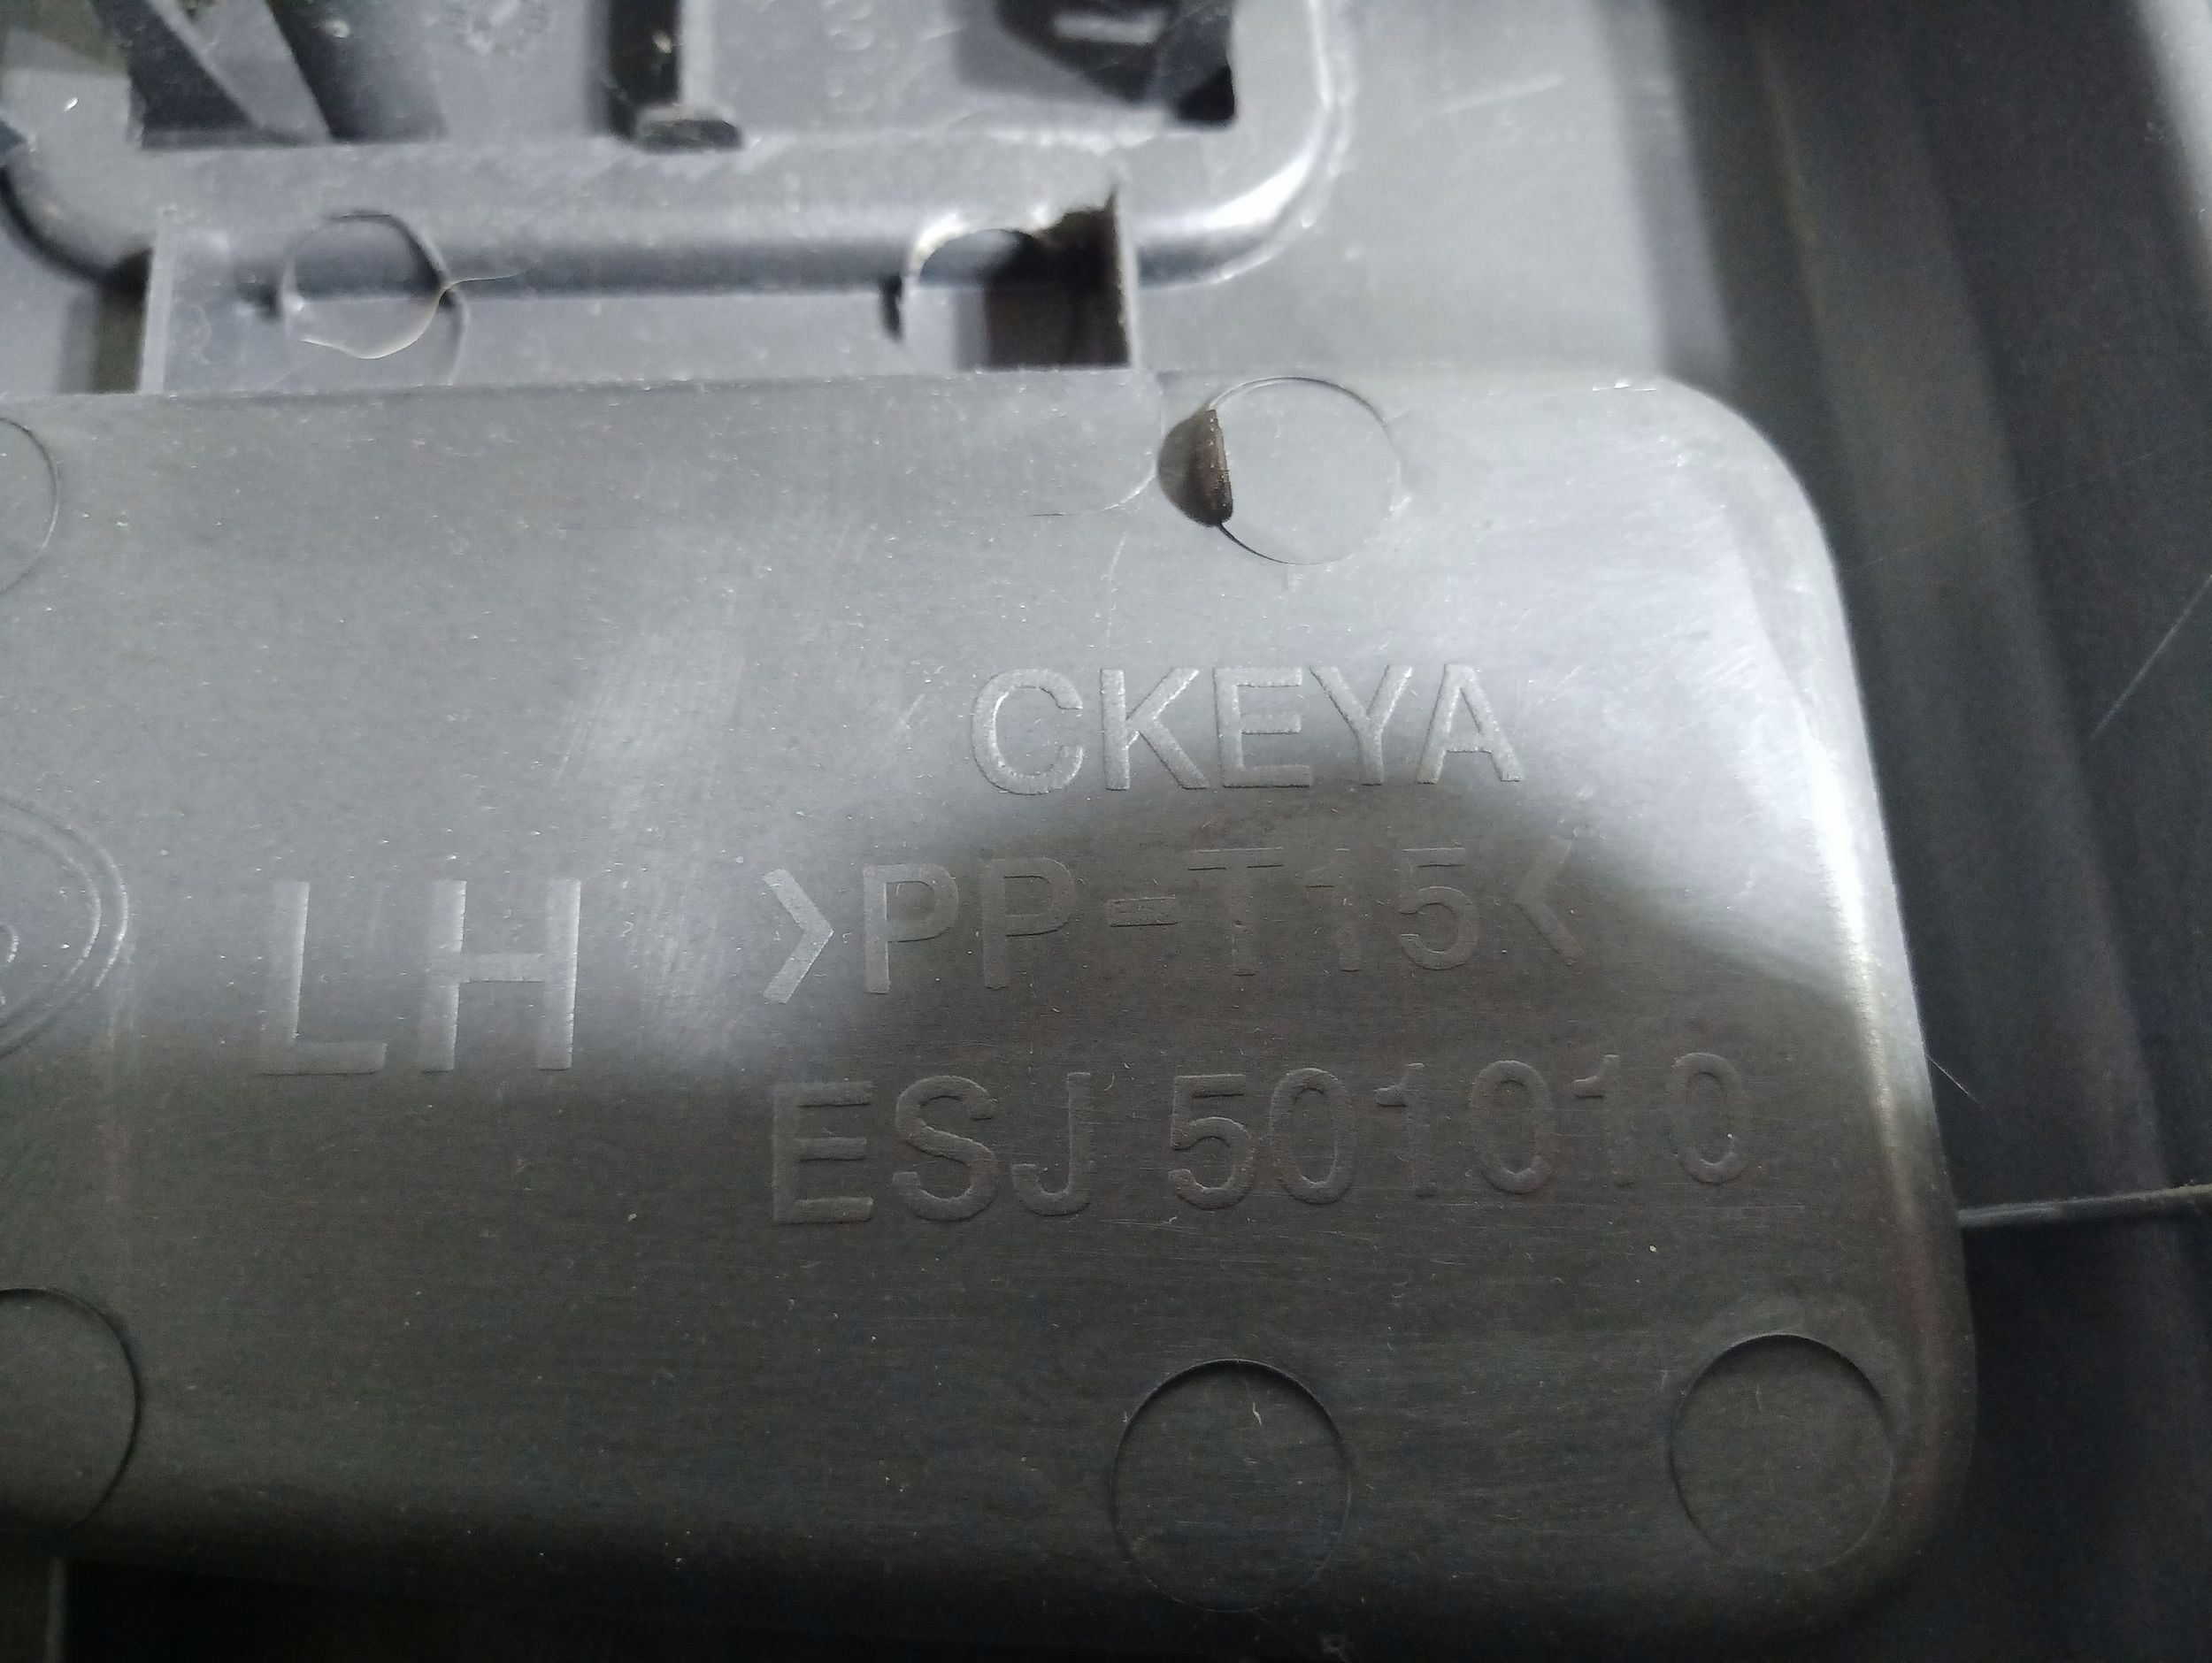 CKEYA
LH >PP-T15<
ESJ 501010